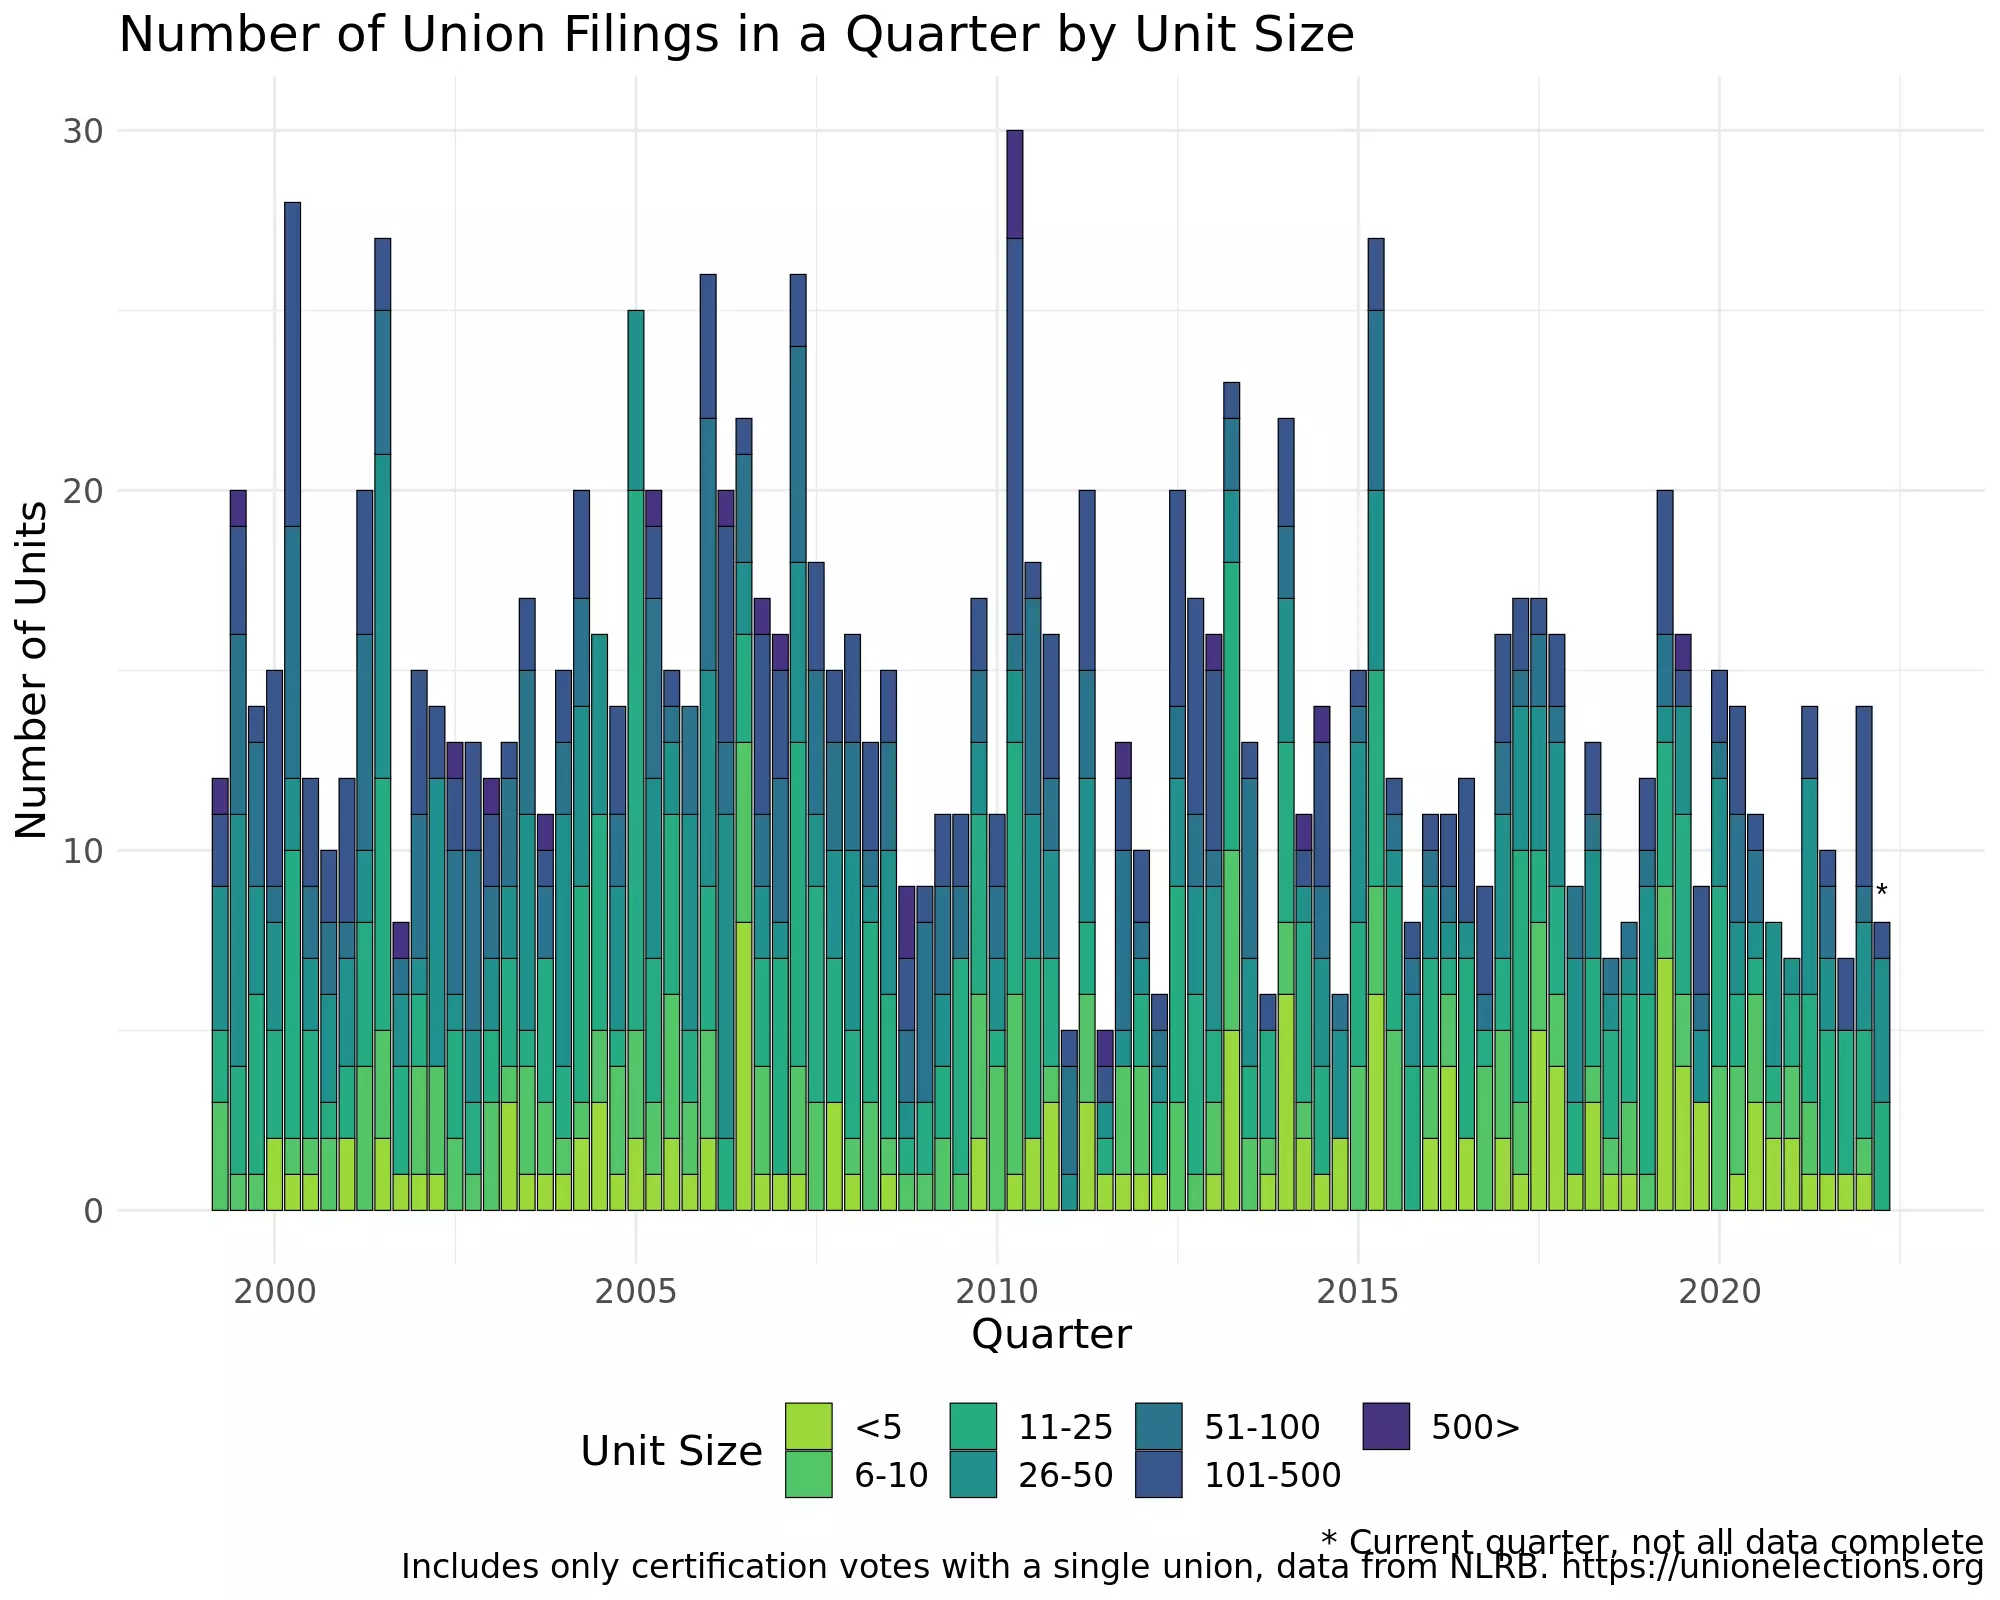 Number of Union Filings in a Quarter by Unit Size
Number of Units
30
20
10
0
*
2000 2005 2010 2015 2020
Quarter
Unit Size
<5 11-25 51-100 500>
6-10 26-50 101-500
* Current quarter, not all data complete
Includes only certification votes with a single union, data from NLRB. https://unionelections.org